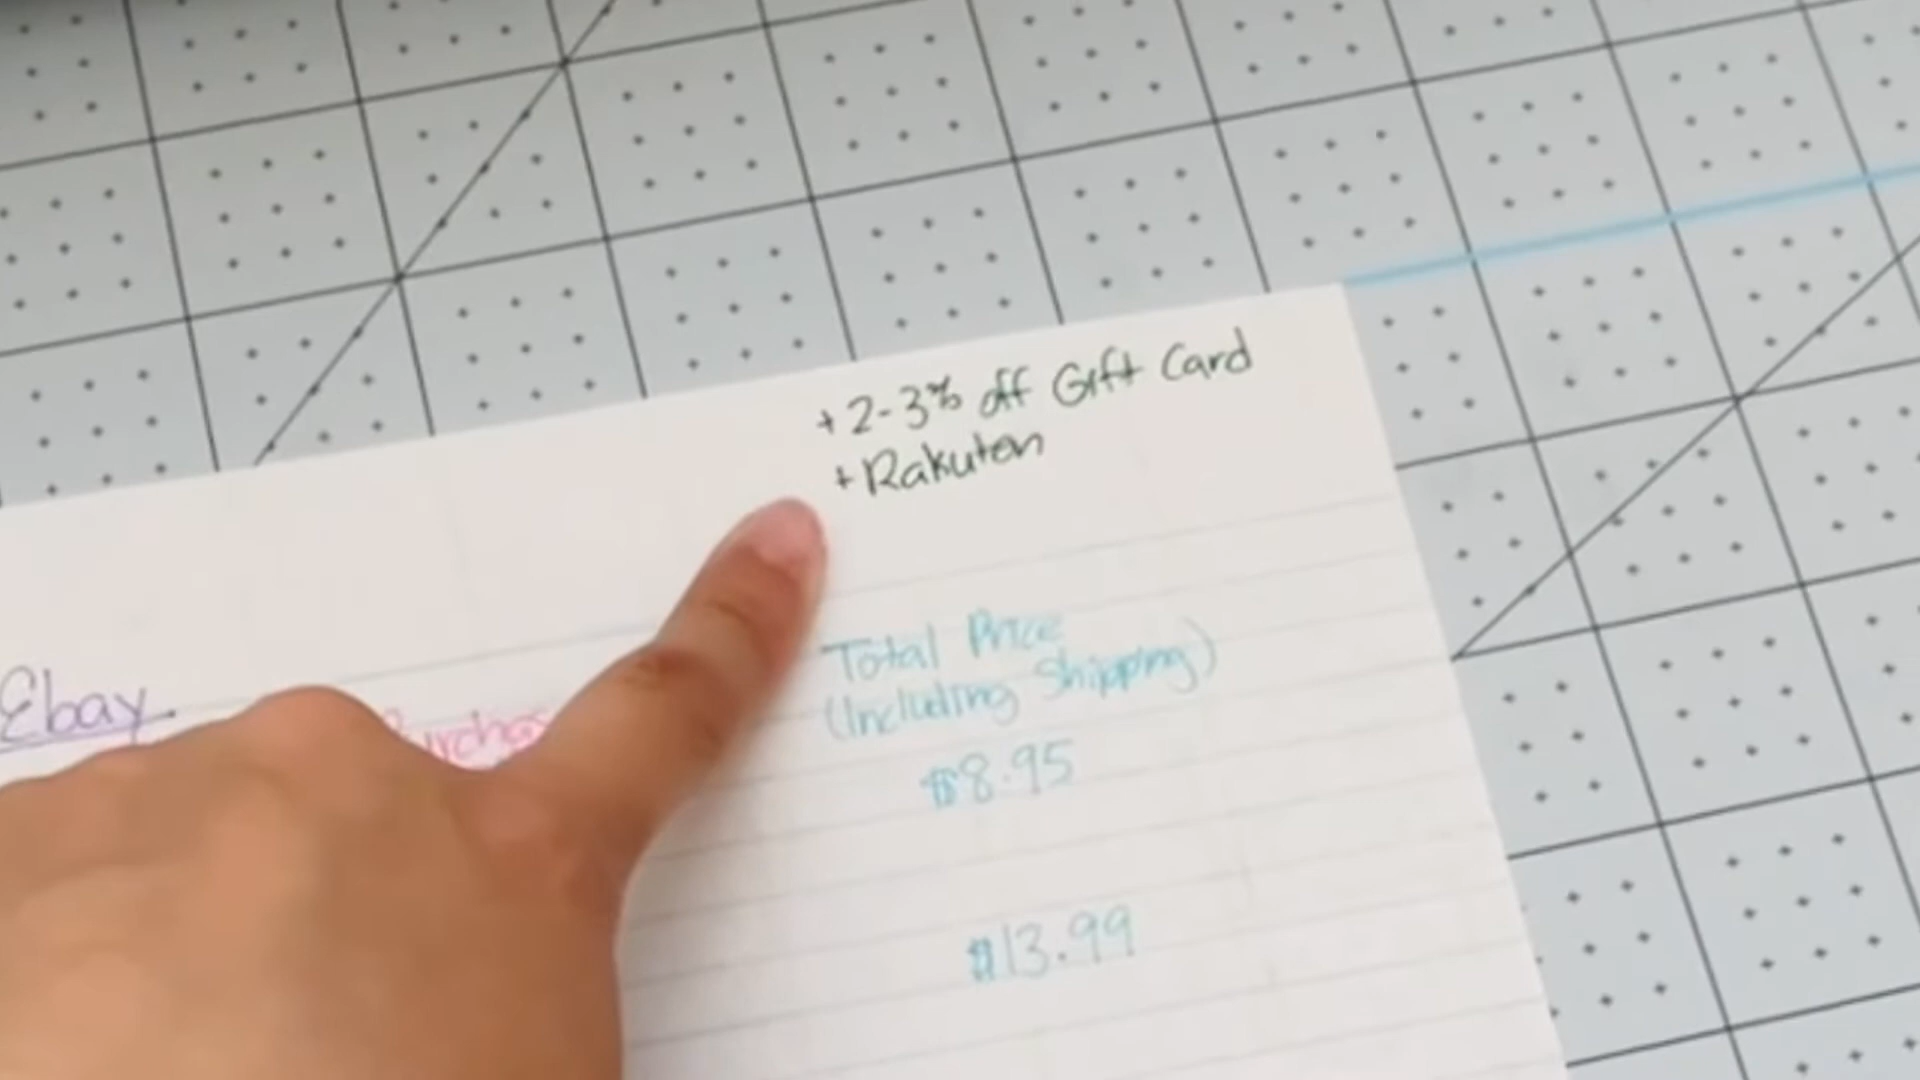 + 2-3% off Gift Card
+ Rakuten
Total Price
(Including Shipping)
Ebay
$8.95
$13.99